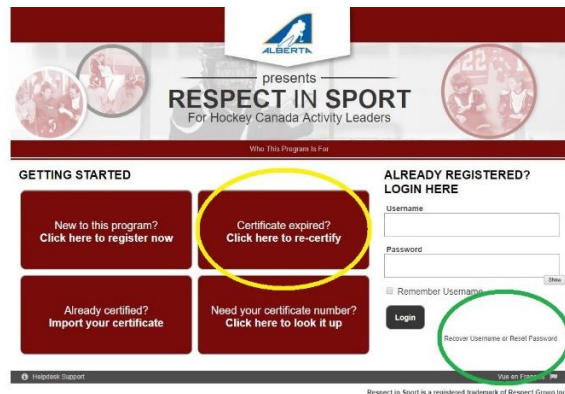 ALBERTA
presents
RESPECT IN SPORT
For Hockey Canada Activity Leaders
Who This Program Is For
GETTING STARTED
New to this program?
Click here to register now
Certificate expired?
Click here to re-certify
Already certified?
Import your certificate
Need your certificate number?
Click here to look it up
ALREADY REGISTERED?
LOGIN HERE
Username
Password
Show
Remember Username
Login
Recover Username or Reset Password
Helpdesk Support
Vue en Français
Respect in Sport is a registered trademark of Respect Group Inc